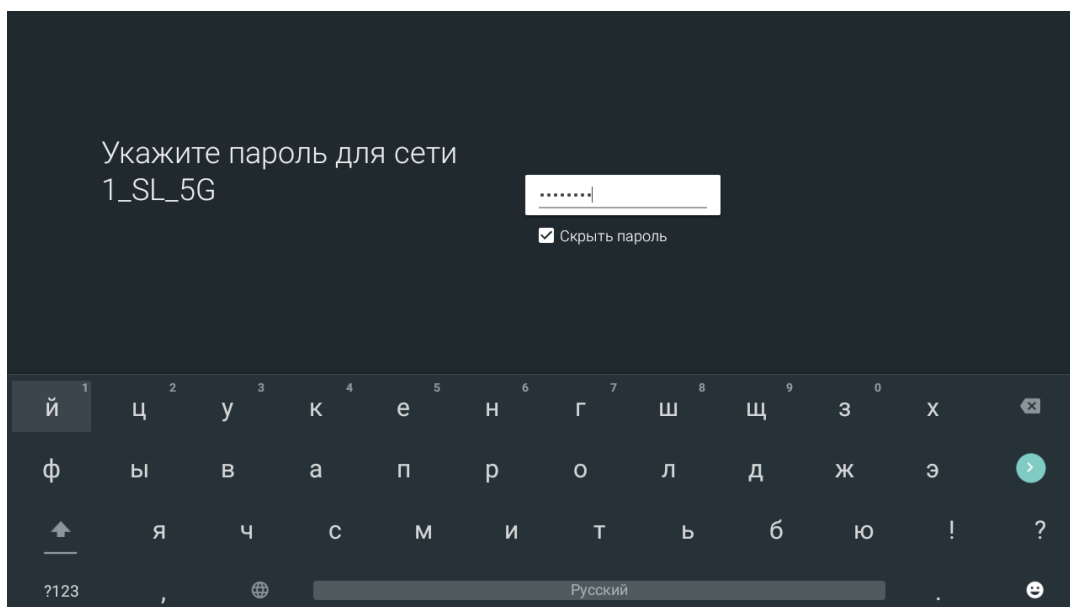 Укажите пароль для сети
1_SL_5G
••••••••
Скрыть пароль
й 1 ц 2 у 3 к 4 е 5 н 6 г 7 ш 8 щ 9 з 0 х
ф ы в а п р о л д ж э
я ч с м и т ь б ю ! ?
?123 , Русский .